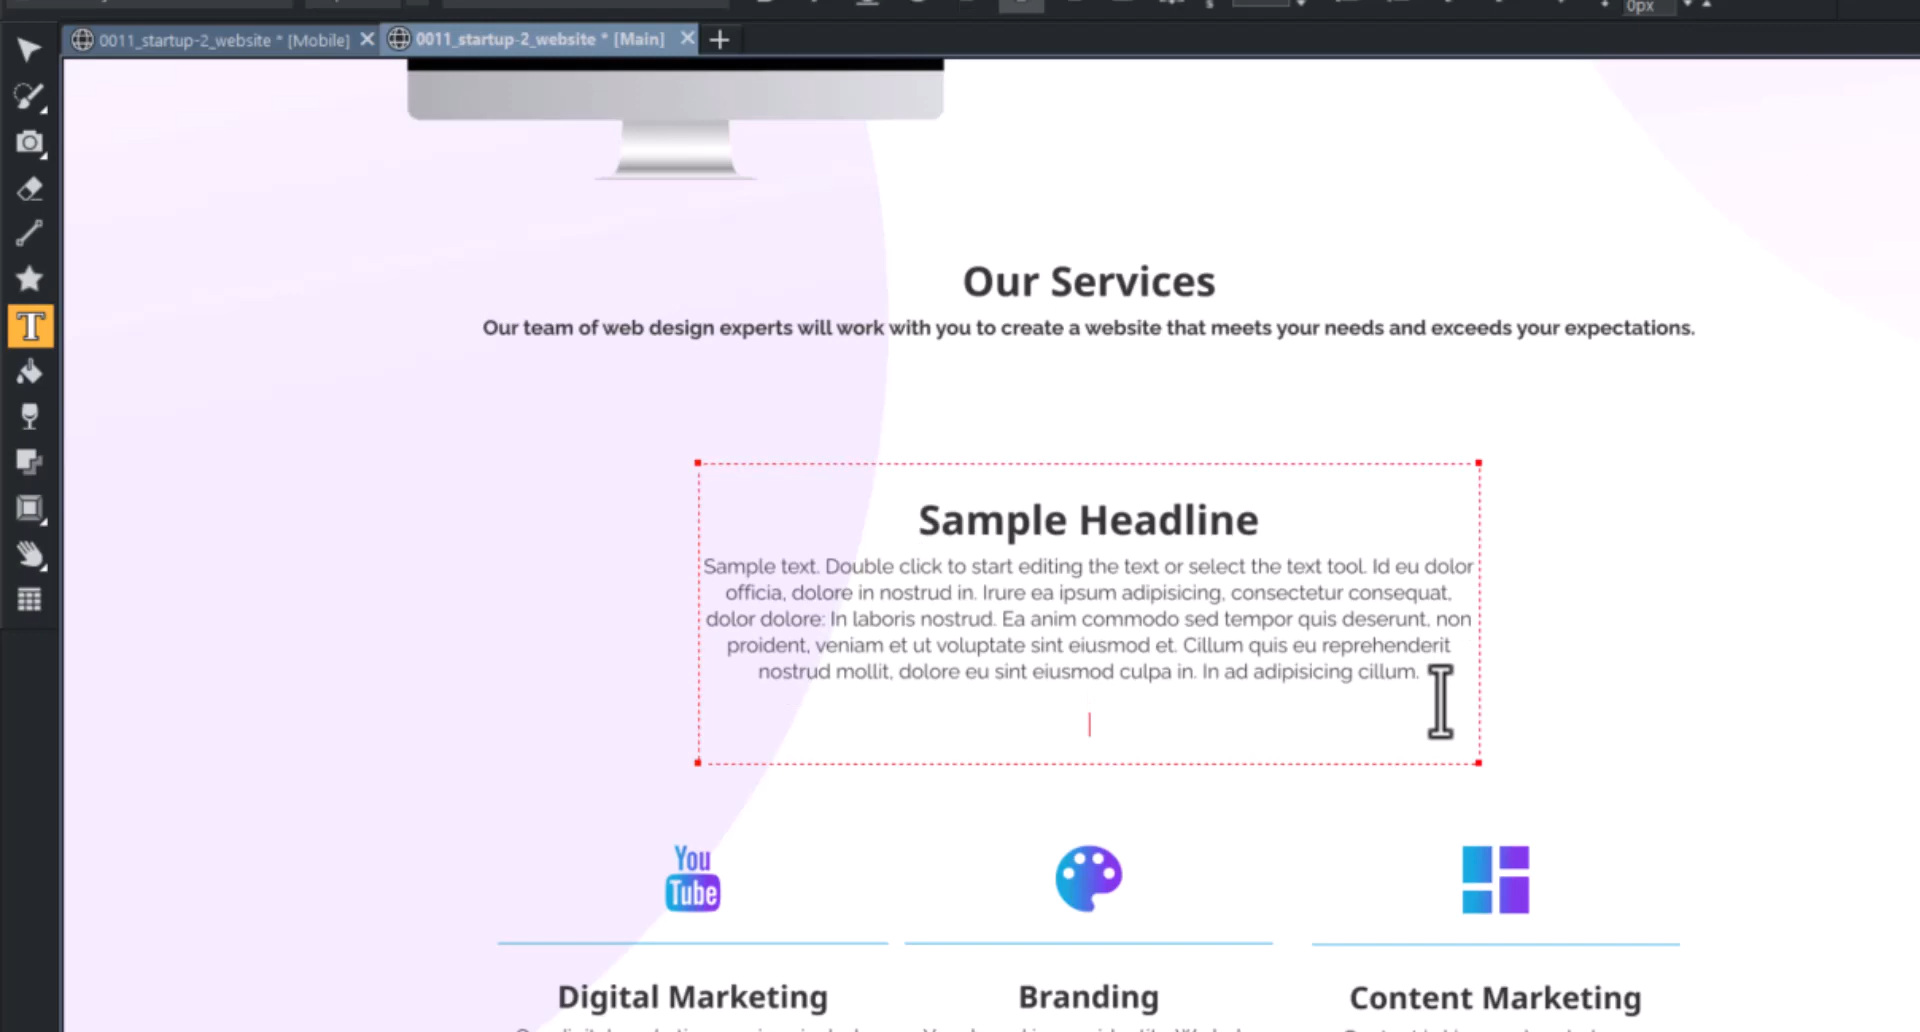 0px
0011_startup-2_website * [Mobile]
0011_startup-2_website * [Main]
Our Services
Our team of web design experts will work with you to create a website that meets your needs and exceeds your expectations.
Sample Headline
Sample text. Double click to start editing the text or select the text tool. Id eu dolor
officia, dolore in nostrud in. Irure ea ipsum adipisicing, consectetur consequat,
dolor dolore: In laboris nostrud. Ea anim commodo sed tempor quis deserunt, non
proident, veniam et ut voluptate sint eiusmod et. Cillum quis eu reprehenderit
nostrud mollit, dolore eu sint eiusmod culpa in. In ad adipisicing cillum.
You
Tube
Digital Marketing
Branding
Content Marketing